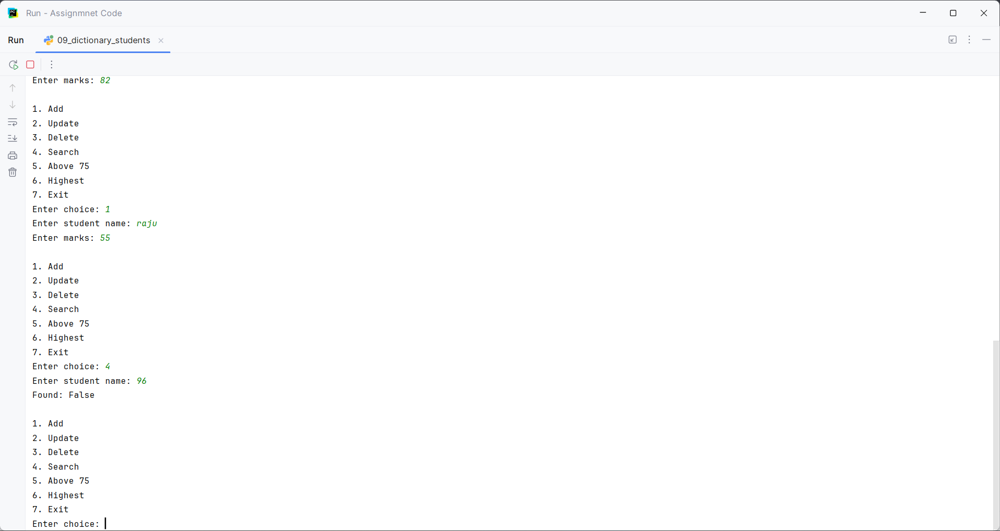 Run - Assignmnet Code
Run 09_dictionary_students
Enter marks: 82
1. Add
2. Update
3. Delete
4. Search
5. Above 75
6. Highest
7. Exit
Enter choice: 1
Enter student name: raju
Enter marks: 55
1. Add
2. Update
3. Delete
4. Search
5. Above 75
6. Highest
7. Exit
Enter choice: 4
Enter student name: 96
Found: False
1. Add
2. Update
3. Delete
4. Search
5. Above 75
6. Highest
7. Exit
Enter choice: